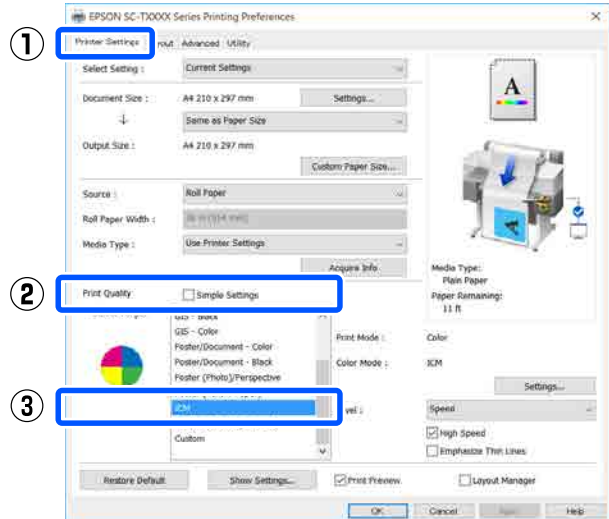 EPSON SC-TXXXX Series Printing Preferences
1
Printer Settings
Advanced
Utility
Select Setting :
Current Settings
Document Size :
A4 210 x 297 mm
Settings...
Same as Paper Size
Output Size :
A4 210 x 297 mm
Custom Paper Size...
Source :
Roll Paper
Roll Paper Width :
Media Type :
Use Printer Settings
Acquire Info
Media Type:
Plain Paper
Paper Remaining:
11 ft
2
Print Quality
Simple Settings
GIS - Color
Poster/Document - Color
Poster/Document - Black
Poster (Photo)/Perspective
3
ICM
Custom
Print Mode :
Color
Color Mode :
ICM
Settings...
Speed
High Speed
Emphasize Thin Lines
Restore Default
Show Settings...
Print Preview
Layout Manager
OK
Cancel
Help
A